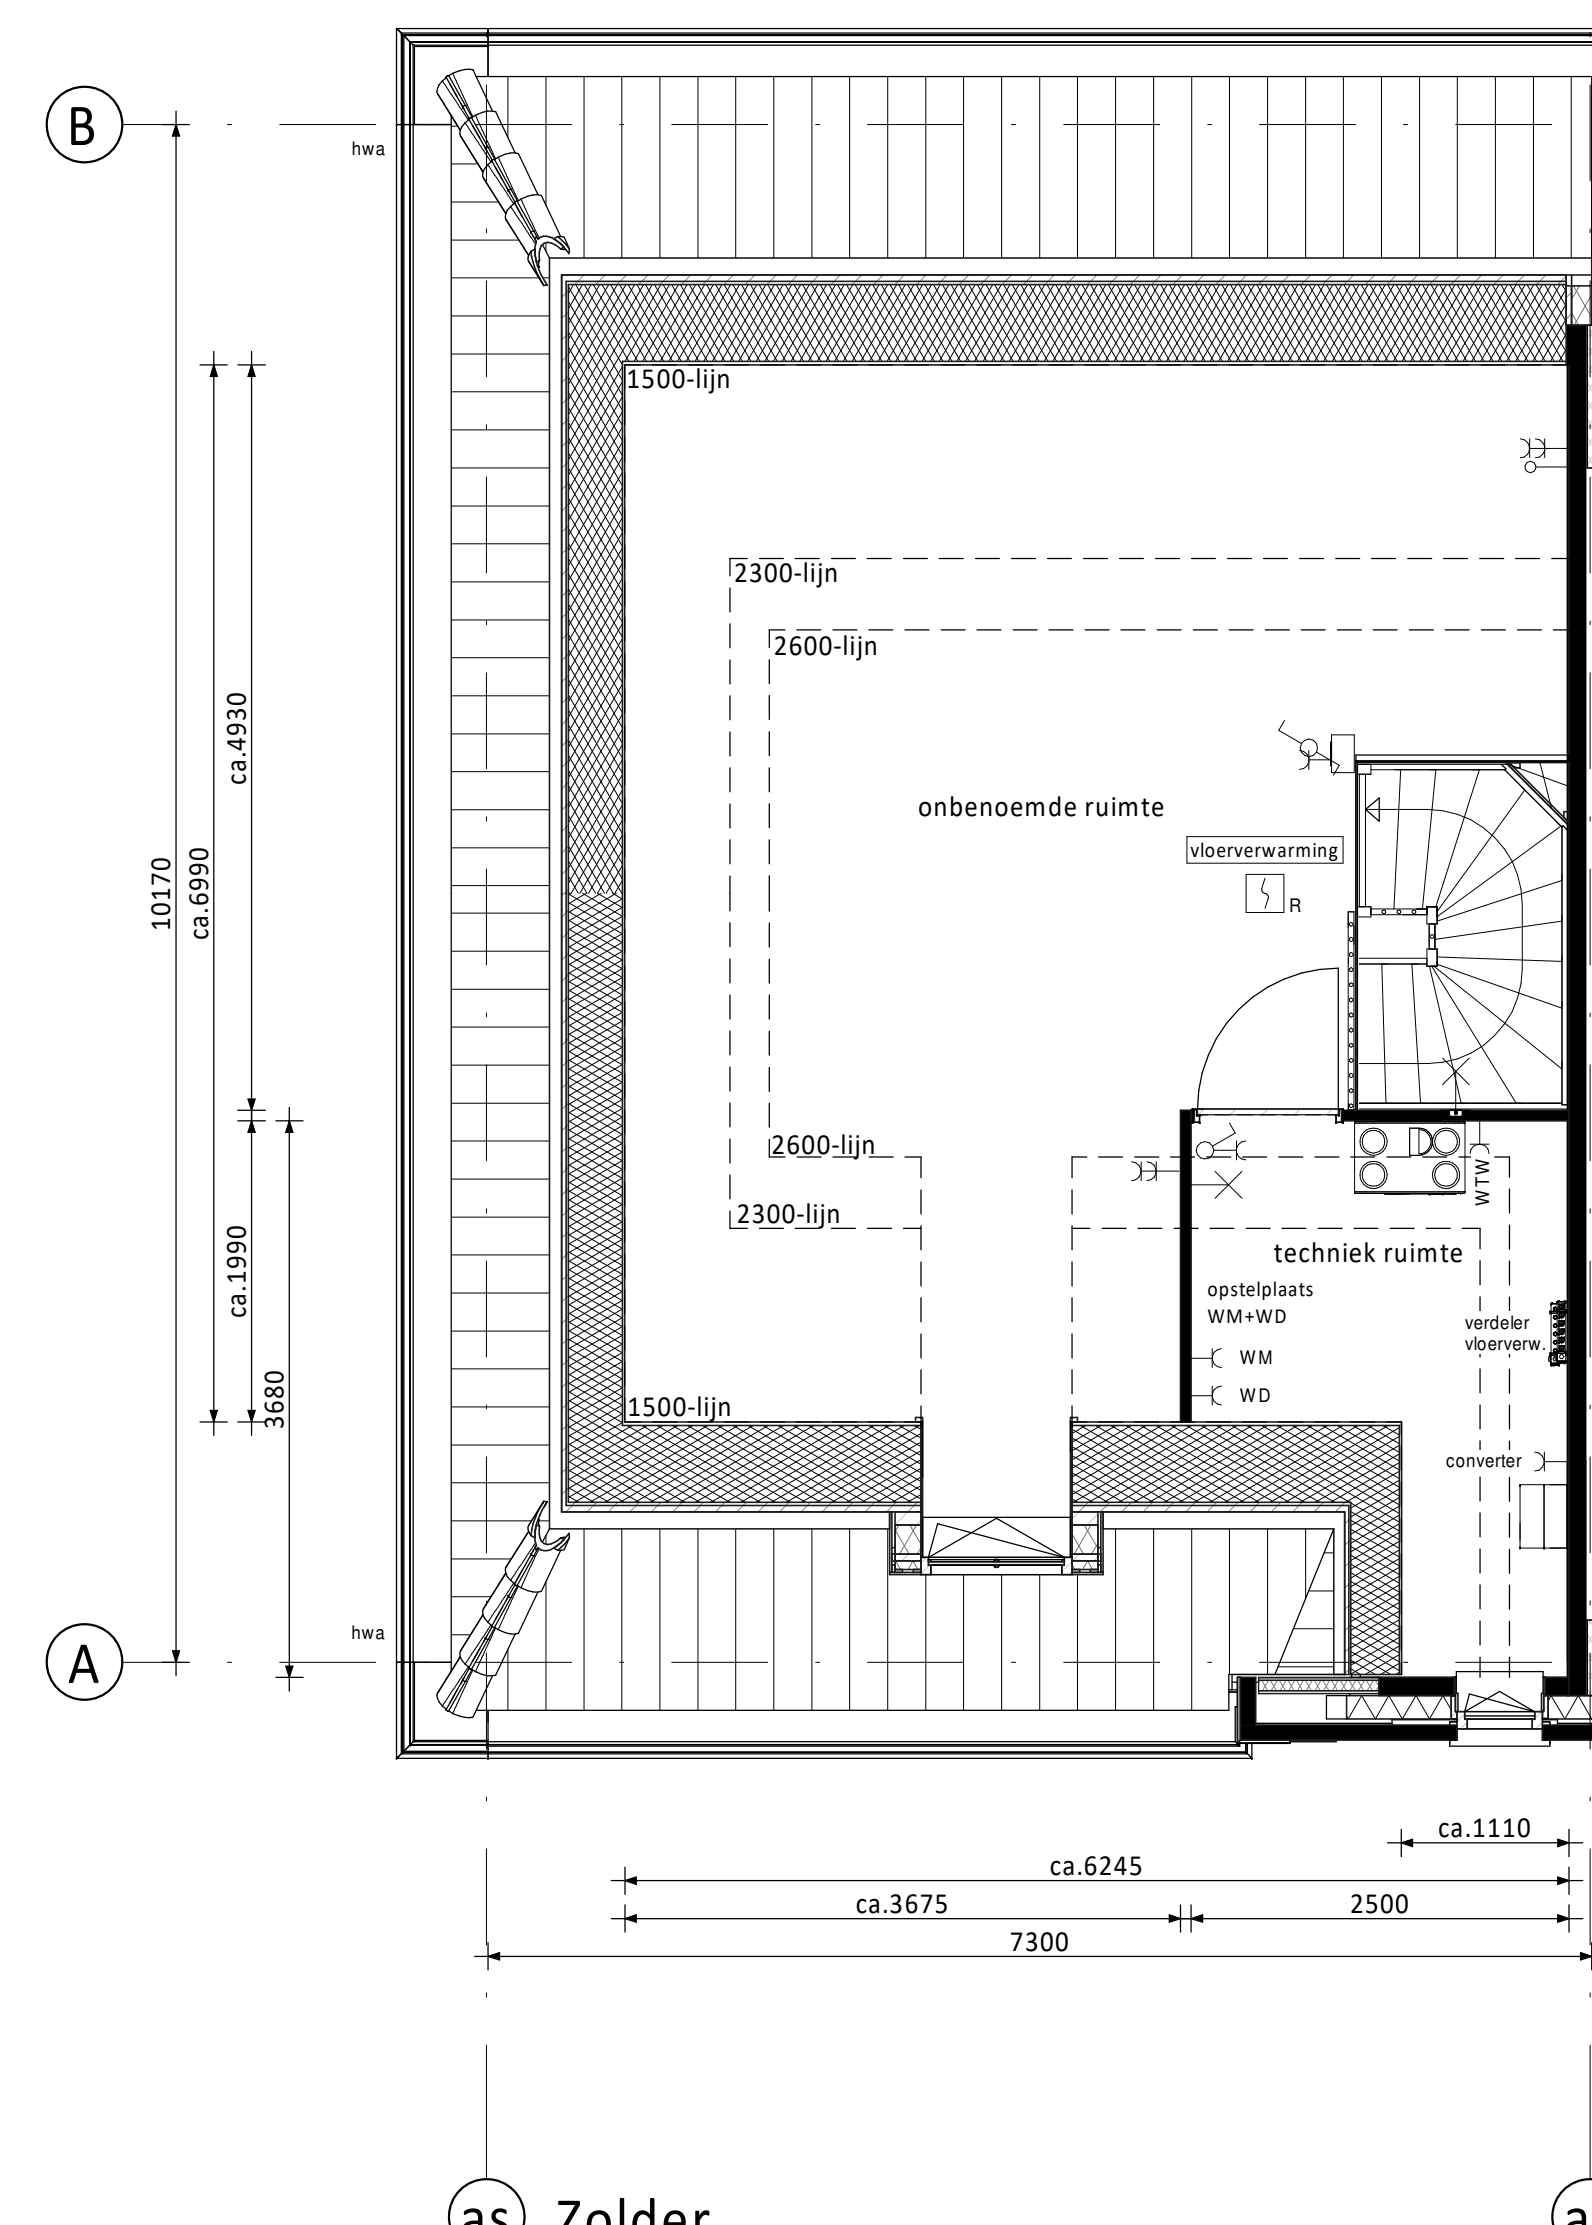 B
hwa
1500-lijn
2300-lijn
2600-lijn
ca.4930
onbenoemde ruimte
vloerverwarming
R
10170
ca.6990
2600-lijn
WTW
2300-lijn
techniek ruimte
ca.1990
opstelplaats
WM+WD
verdeler
vloerverw.
WM
WD
3680
1500-lijn
converter
hwa
A
ca.1110
ca.6245
ca.3675
2500
7300
as
Zolder
a